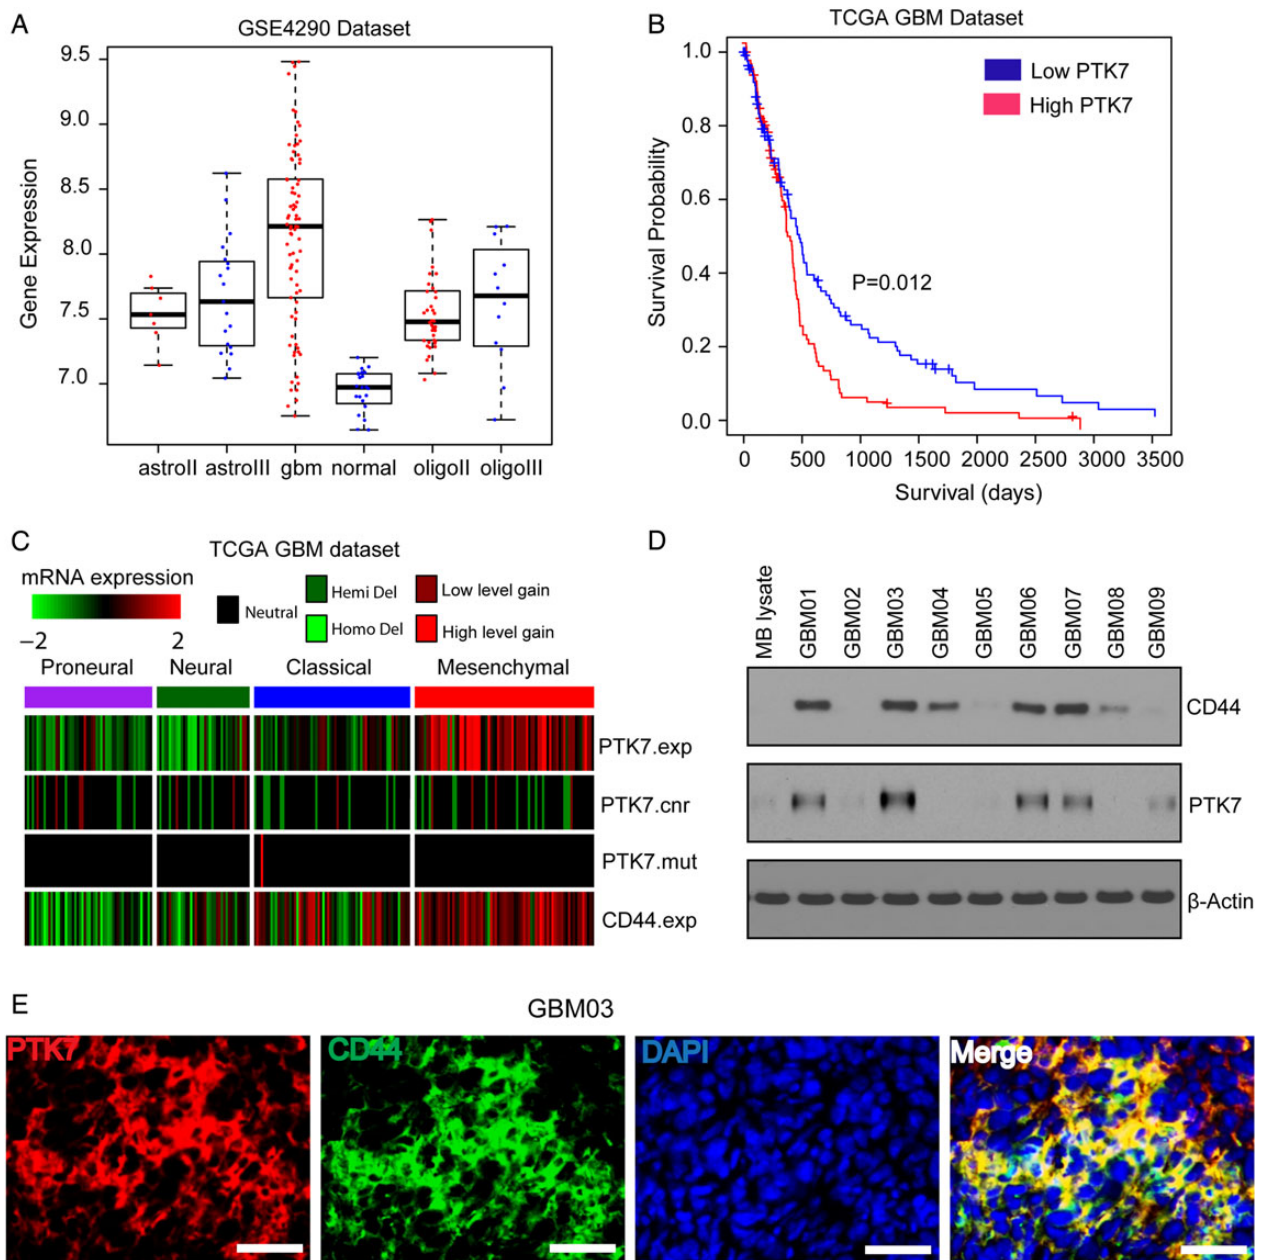 A
GSE4290 Dataset
Gene Expression
9.5
9.0
8.5
8.0
7.5
7.0
astroII astroIII gbm normal oligoII oligoIII
B
TCGA GBM Dataset
Survival Probability
1.0
0.8
0.6
0.4
0.2
0.0
Low PTK7
High PTK7
P=0.012
0 500 1000 1500 2000 2500 3000 3500
Survival (days)
C
TCGA GBM dataset
mRNA expression
−2 2
Neutral
Hemi Del
Homo Del
Low level gain
High level gain
Proneural Neural Classical Mesenchymal
PTK7.exp
PTK7.cnr
PTK7.mut
CD44.exp
D
MB lysate
GBM01
GBM02
GBM03
GBM04
GBM05
GBM06
GBM07
GBM08
GBM09
CD44
PTK7
β-Actin
E
GBM03
PTK7 CD44 DAPI Merge